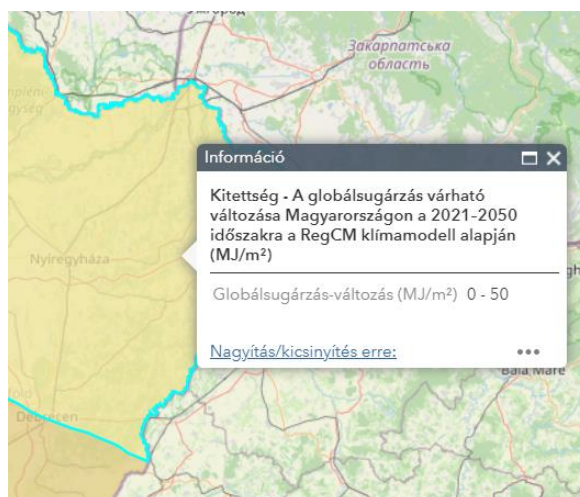 Ужгород
Закарпатська
область
Információ
Kitettség - A globálsugárzás várható
változása Magyarországon a 2021-2050
időszakra a RegCM klímamodell alapján
(MJ/m²)
Nyíregyháza
Globálsugárzás-változás (MJ/m²) 0 - 50
Nagyítás/kicsinyítés erre:
Baia Mare
Debrecen